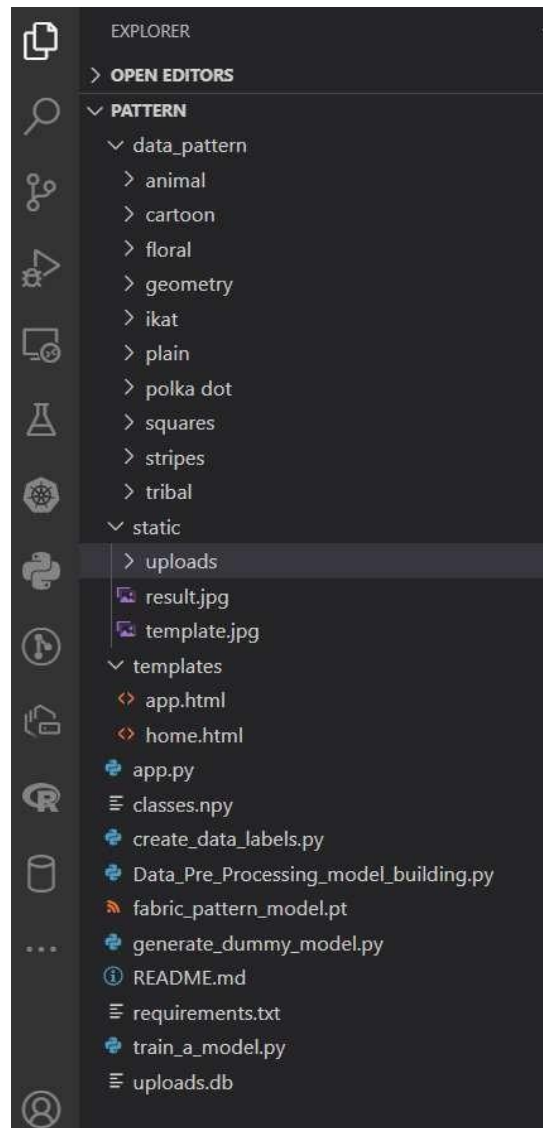 EXPLORER
OPEN EDITORS
PATTERN
data_pattern
animal
cartoon
floral
geometry
ikat
plain
polka dot
squares
stripes
tribal
static
uploads
result.jpg
template.jpg
templates
app.html
home.html
app.py
classes.npy
create_data_labels.py
Data_Pre_Processing_model_building.py
fabric_pattern_model.pt
generate_dummy_model.py
README.md
requirements.txt
train_a_model.py
uploads.db